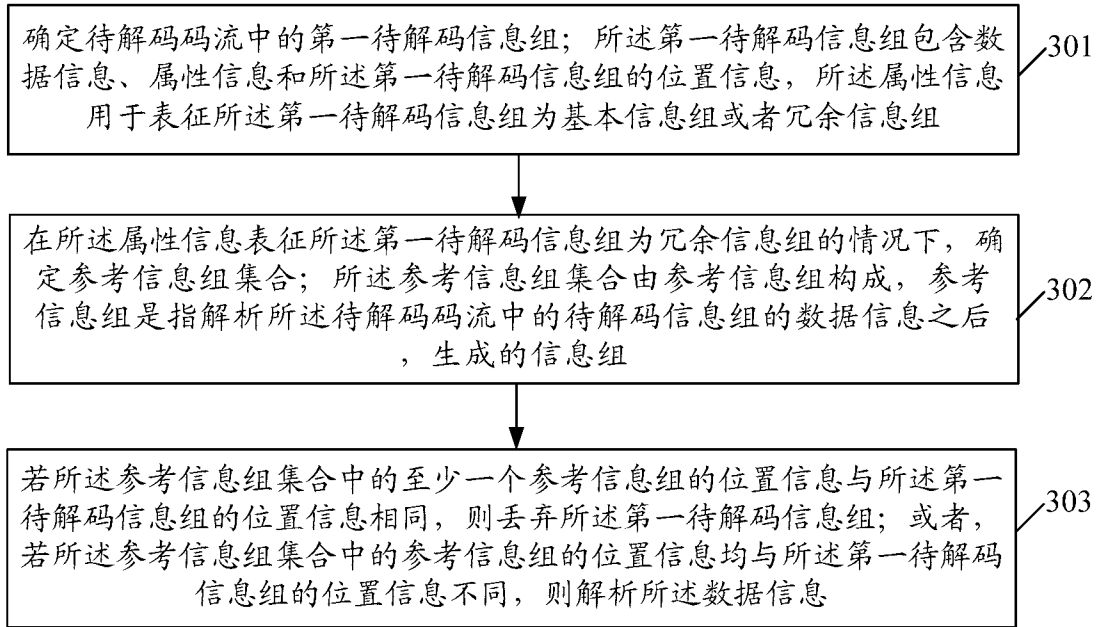 确定待解码码流中的第一待解码信息组；所述第一待解码信息组包含数
据信息、属性信息和所述第一待解码信息组的位置信息，所述属性信息
用于表征所述第一待解码信息组为基本信息组或者冗余信息组
301
在所述属性信息表征所述第一待解码信息组为冗余信息组的情况下，确
定参考信息组集合；所述参考信息组集合由参考信息组构成，参考
信息组是指解析所述待解码码流中的待解码信息组的数据信息之后
，生成的信息组
302
若所述参考信息组集合中的至少一个参考信息组的位置信息与所述第一
待解码信息组的位置信息相同，则丢弃所述第一待解码信息组；或者，
若所述参考信息组集合中的参考信息组的位置信息均与所述第一待解码
信息组的位置信息不同，则解析所述数据信息
303